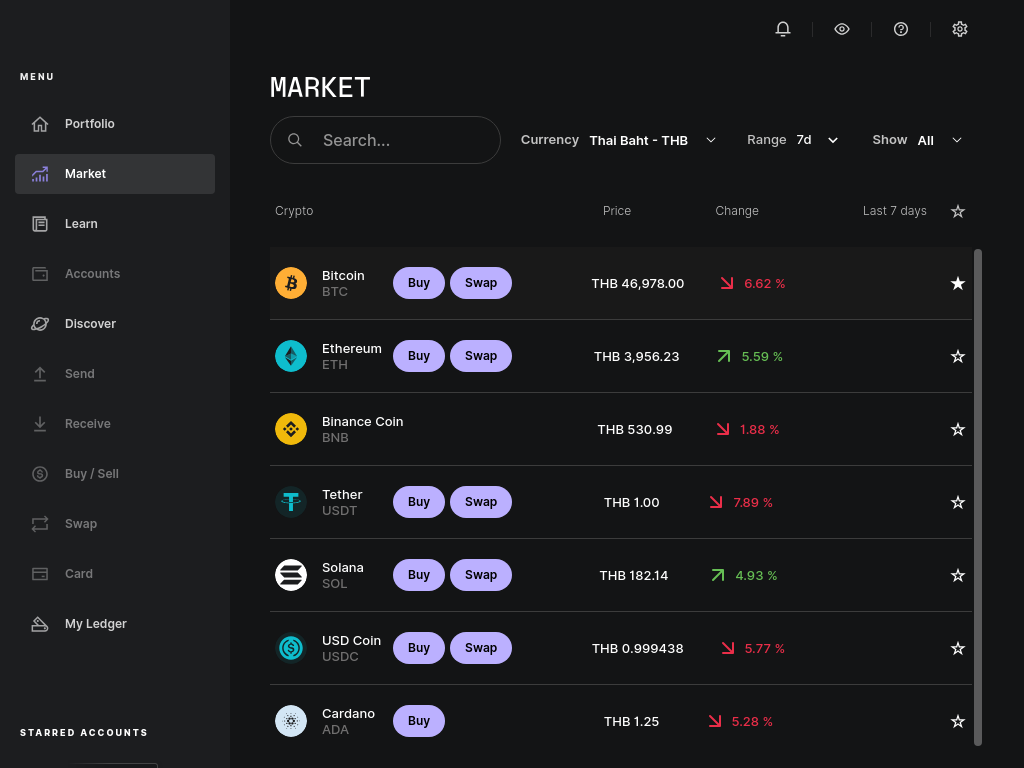 MENU
Portfolio
Market
Learn
Accounts
Discover
Send
Receive
Buy / Sell
Swap
Card
My Ledger
STARRED ACCOUNTS
MARKET
Search...
Currency Thai Baht - THB
Range 7d
Show All
Crypto Price Change Last 7 days
Bitcoin
BTC
Buy Swap THB 46,978.00 6.62 %
Ethereum
ETH
Buy Swap THB 3,956.23 5.59 %
Binance Coin
BNB
THB 530.99 1.88 %
Tether
USDT
Buy Swap THB 1.00 7.89 %
Solana
SOL
Buy Swap THB 182.14 4.93 %
USD Coin
USDC
Buy Swap THB 0.999438 5.77 %
Cardano
ADA
Buy THB 1.25 5.28 %